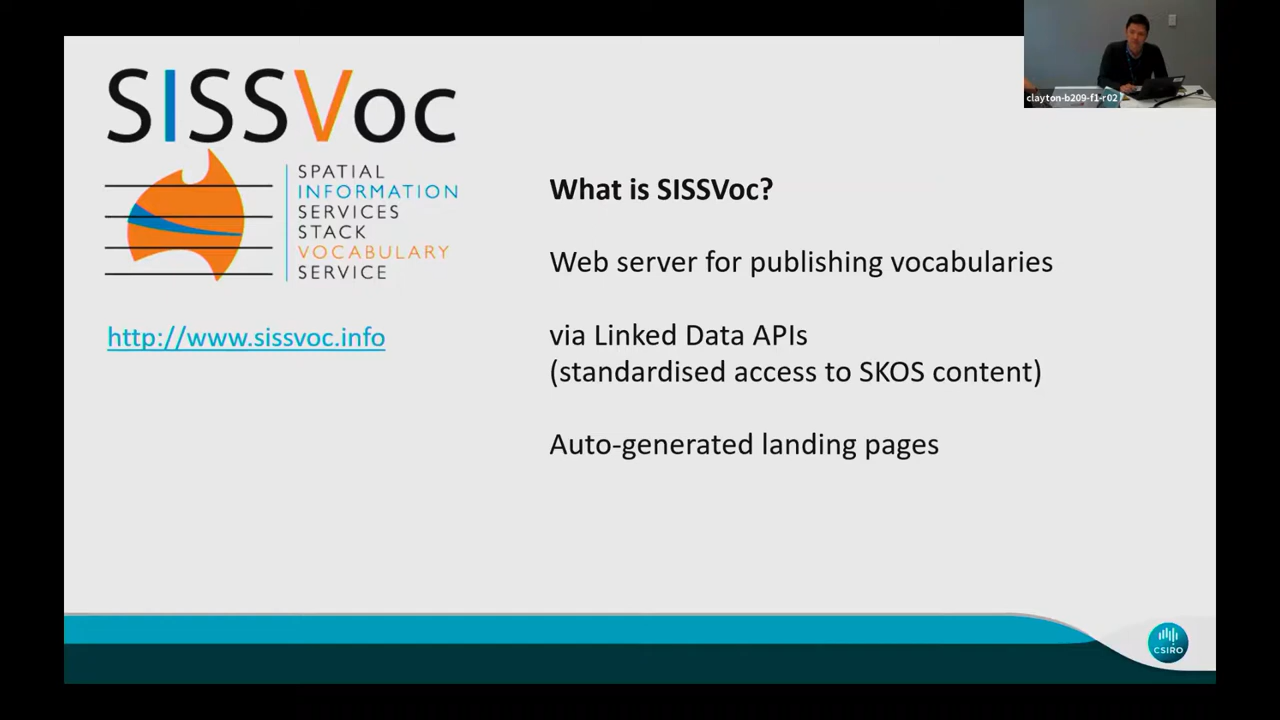 SISSVoc
SPATIAL
INFORMATION
SERVICES
STACK
VOCABULARY
SERVICE
http://www.sissvoc.info
What is SISSVoc?
Web server for publishing vocabularies
via Linked Data APIs
(standardised access to SKOS content)
Auto-generated landing pages
clayton-b209-f1-r02
CSIRO